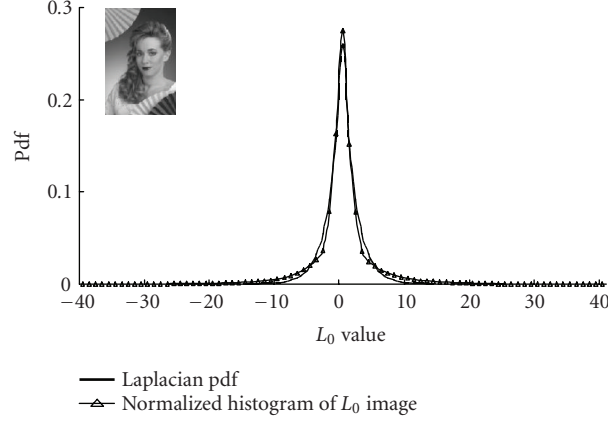 0.3
0.2
0.1
0
Pdf
−40 −30 −20 −10 0 10 20 30 40
L₀ value
Laplacian pdf
Normalized histogram of L₀ image